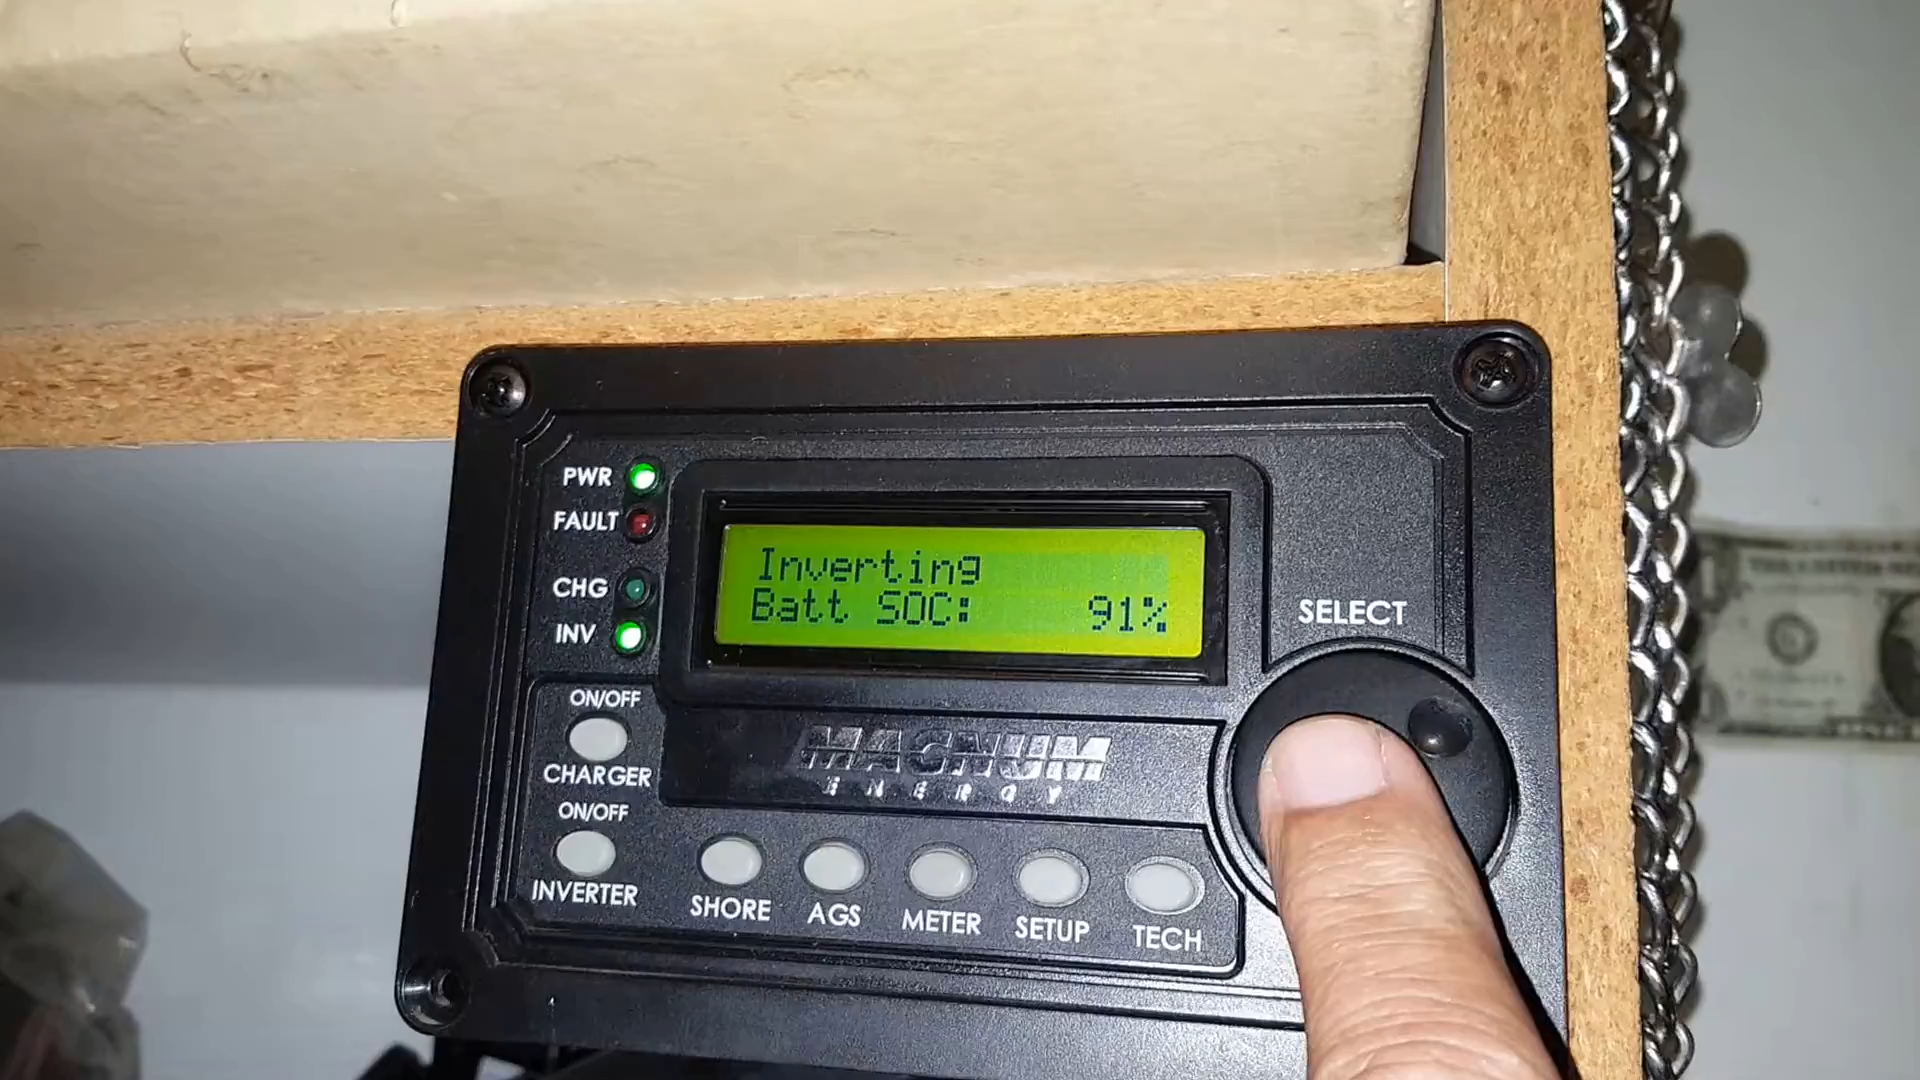 PWR
FAULT
CHG
INV
Inverting
Batt SOC: 91%
SELECT
ON/OFF
CHARGER
ON/OFF
INVERTER
MAGNUM
ENERGY
SHORE
AGS
METER
SETUP
TECH